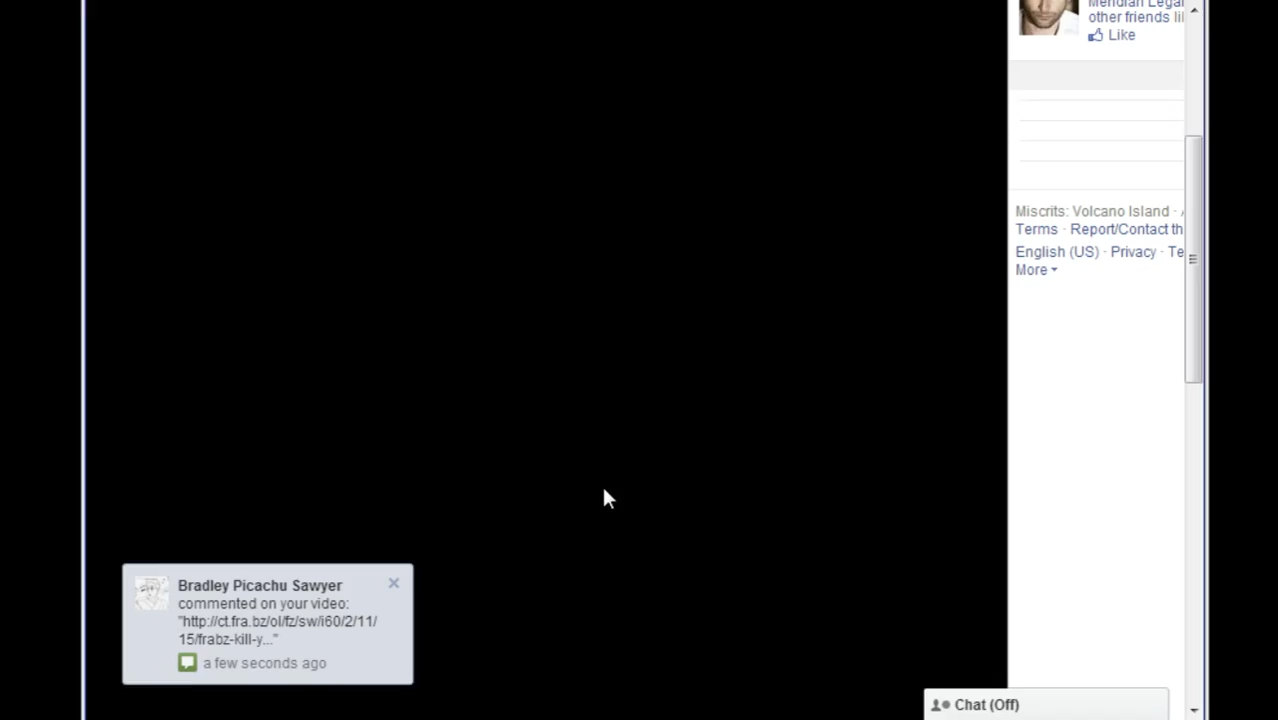 Meridian Lega
other friends li
Like
Miscrits: Volcano Island ·
Terms · Report/Contact th
English (US) · Privacy · Te
More
Bradley Picachu Sawyer
commented on your video:
"http://ct.fra.bz/ol/fz/sw/i60/2/11/
15/frabz-kill-y..."
a few seconds ago
Chat (Off)